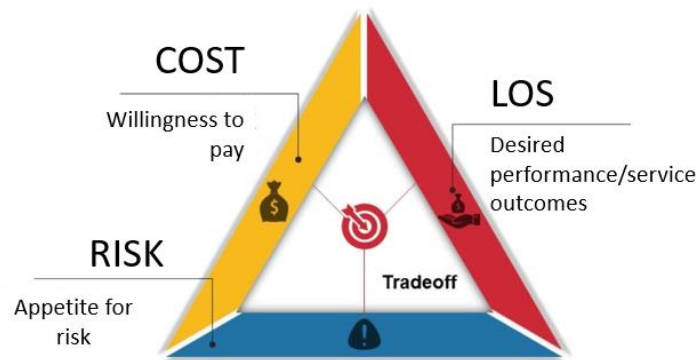 COST
Willingness to
pay
LOS
Desired
performance/service
outcomes
RISK
Appetite for
risk
Tradeoff